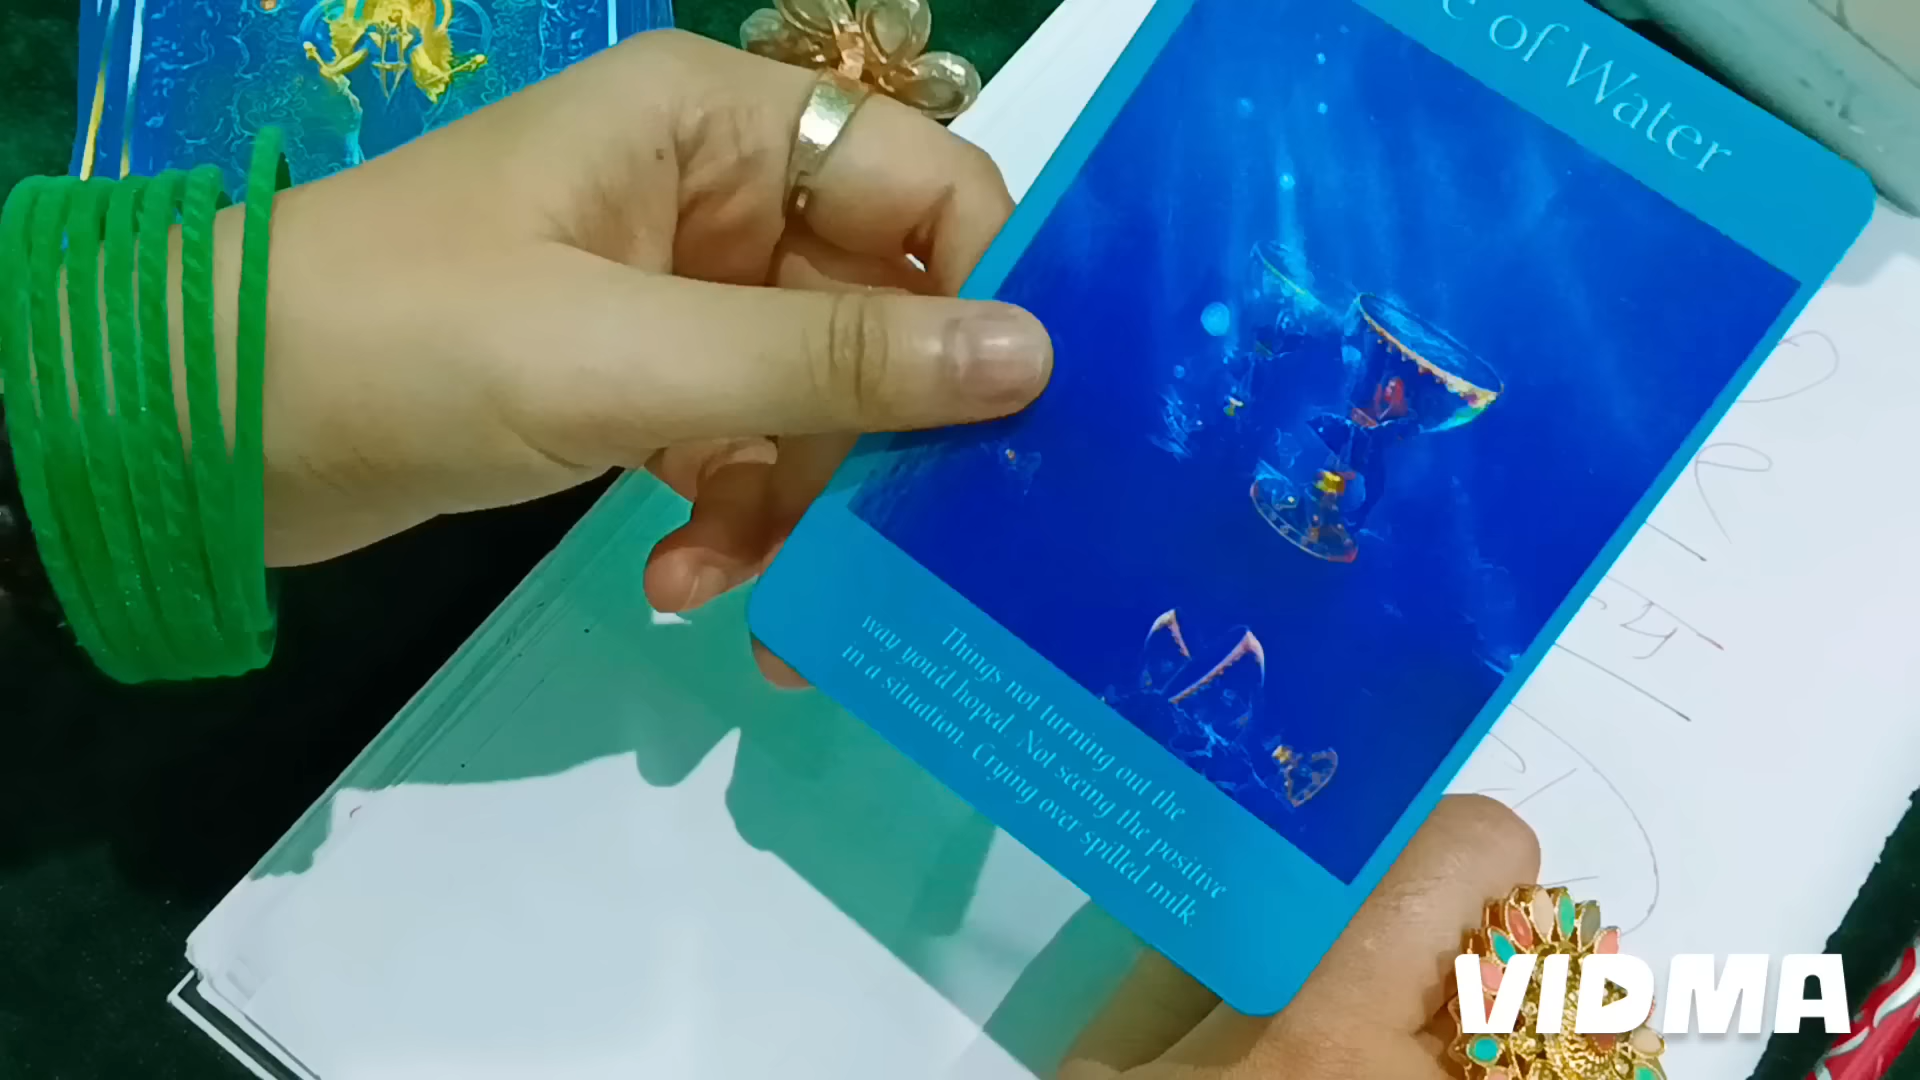 e of Water
Things not turning out the
way you'd hoped. Not seeing the positive
in a situation. Crying over spilled milk.
VIDMA